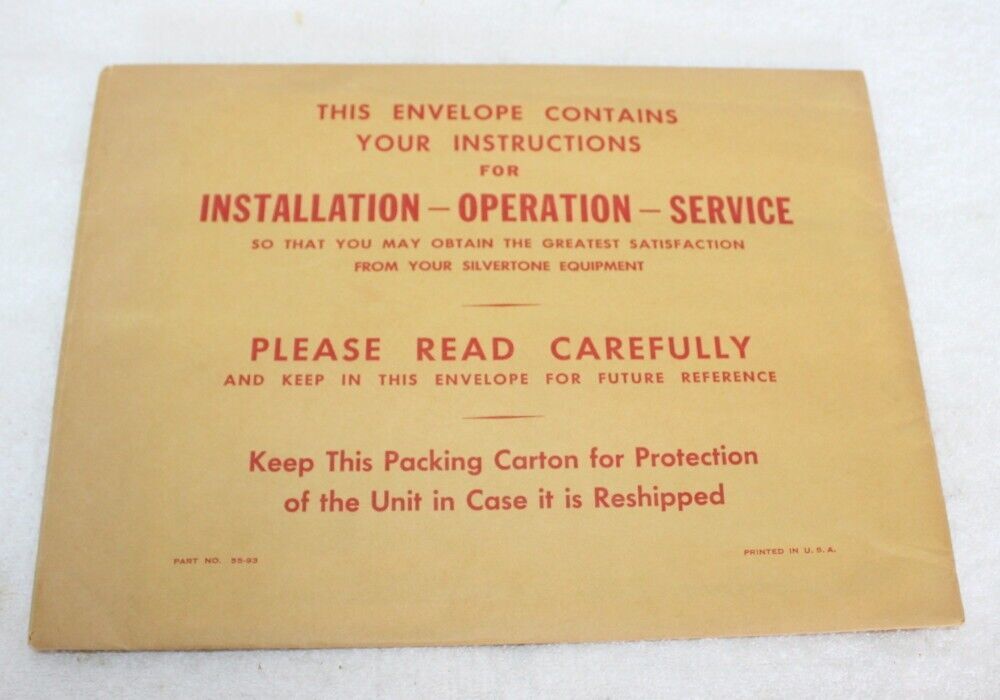 THIS ENVELOPE CONTAINS
YOUR INSTRUCTIONS
FOR
INSTALLATION – OPERATION – SERVICE
SO THAT YOU MAY OBTAIN THE GREATEST SATISFACTION
FROM YOUR SILVERTONE EQUIPMENT
PLEASE READ CAREFULLY
AND KEEP IN THIS ENVELOPE FOR FUTURE REFERENCE
Keep This Packing Carton for Protection
of the Unit in Case it is Reshipped
PART NO. 55-93
PRINTED IN U.S.A.